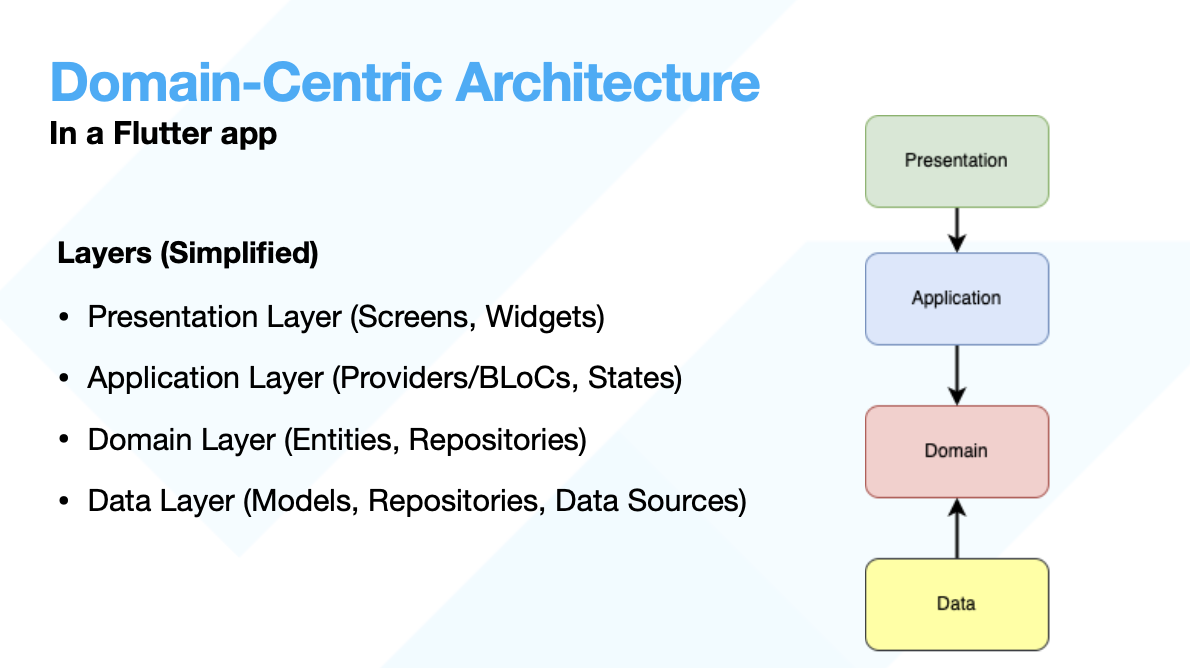 Domain-Centric Architecture
In a Flutter app
Layers (Simplified)
• Presentation Layer (Screens, Widgets)
• Application Layer (Providers/BLoCs, States)
• Domain Layer (Entities, Repositories)
• Data Layer (Models, Repositories, Data Sources)
Presentation
Application
Domain
Data